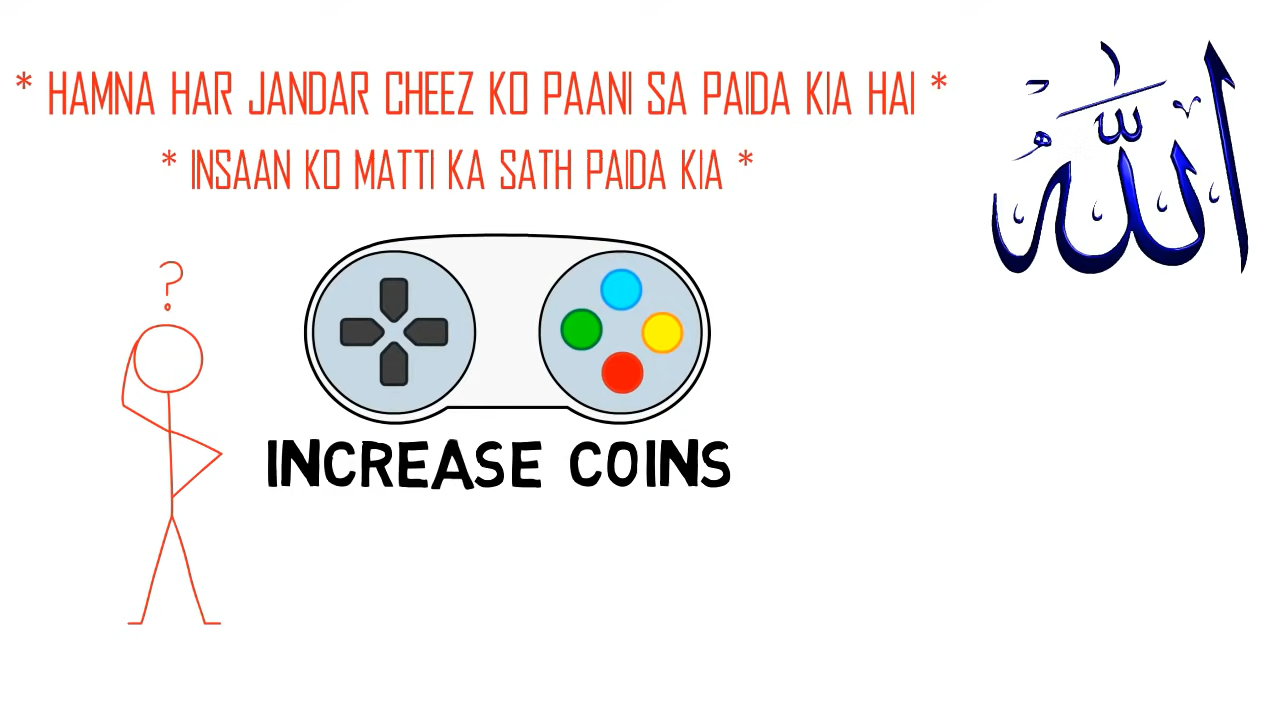 * HAMNA HAR JANDAR CHEEZ KO PAANI SA PAIDA KIA HAI *
* INSAAN KO MATTI KA SATH PAIDA KIA *
الله
?
INCREASE COINS